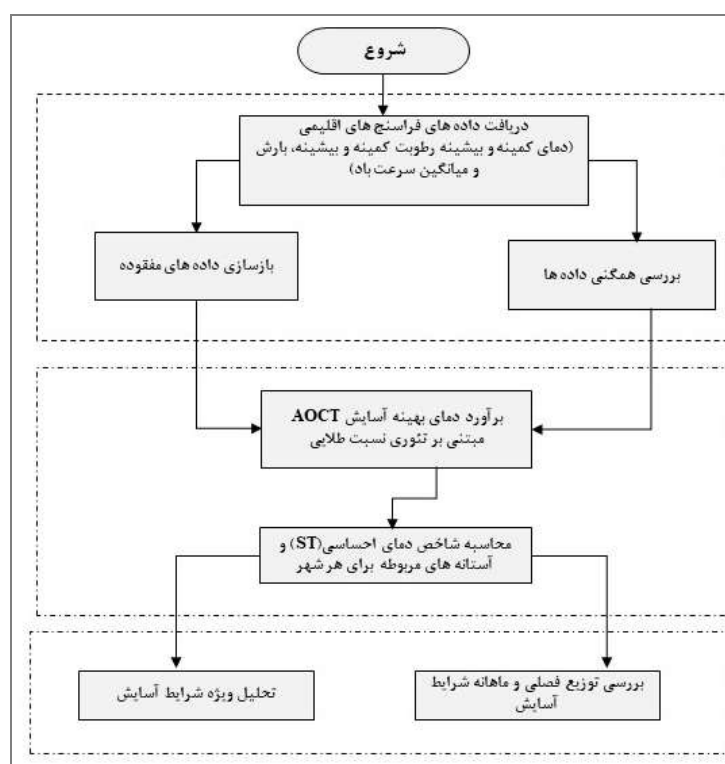 شروع
دریافت داده های فراسنج های اقلیمی
(دمای کمینه و بیشینه رطوبت کمینه و بیشینه، بارش
و میانگین سرعت باد)
بررسی همگنی داده ها
بازسازی داده های مفقوده
برآورد دمای بهینه آسایش AOCT
مبتنی بر تئوری نسبت طلایی
محاسبه شاخص دمای احساسی(ST) و
آستانه های مربوطه برای هر شهر
بررسی توزیع فصلی و ماهانه شرایط
آسایش
تحلیل ویژه شرایط آسایش